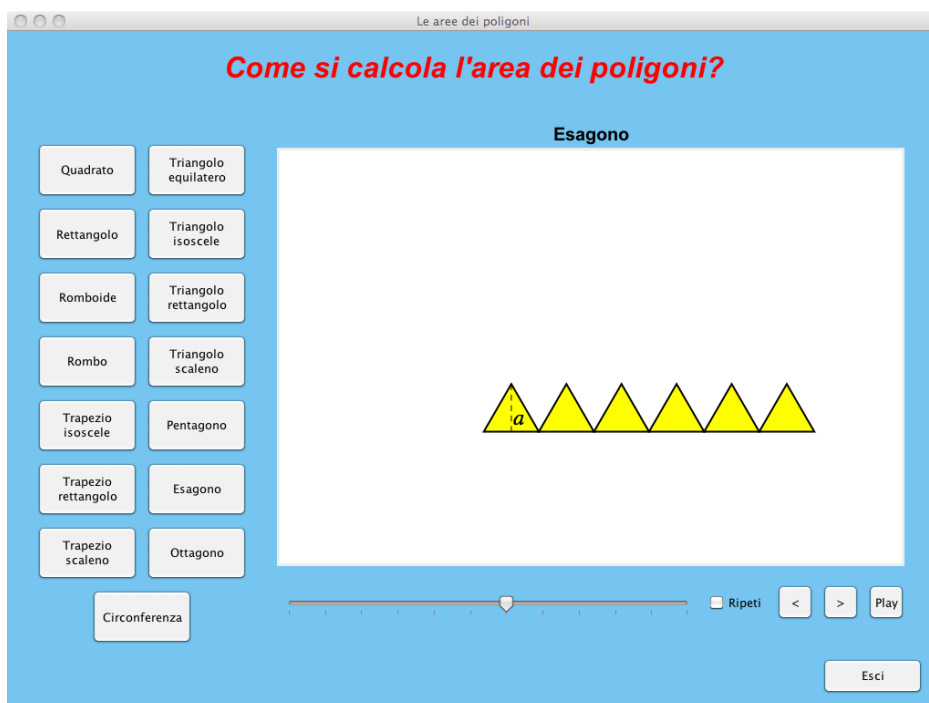 Le aree dei poligoni
Come si calcola l'area dei poligoni?
Esagono
Quadrato
Triangolo
equilatero
Rettangolo
Triangolo
isoscele
Romboide
Triangolo
rettangolo
Rombo
Triangolo
scaleno
Trapezio
isoscele
Pentagono
Trapezio
rettangolo
Esagono
Trapezio
scaleno
Ottagono
Circonferenza
a
Ripeti
<
>
Play
Esci